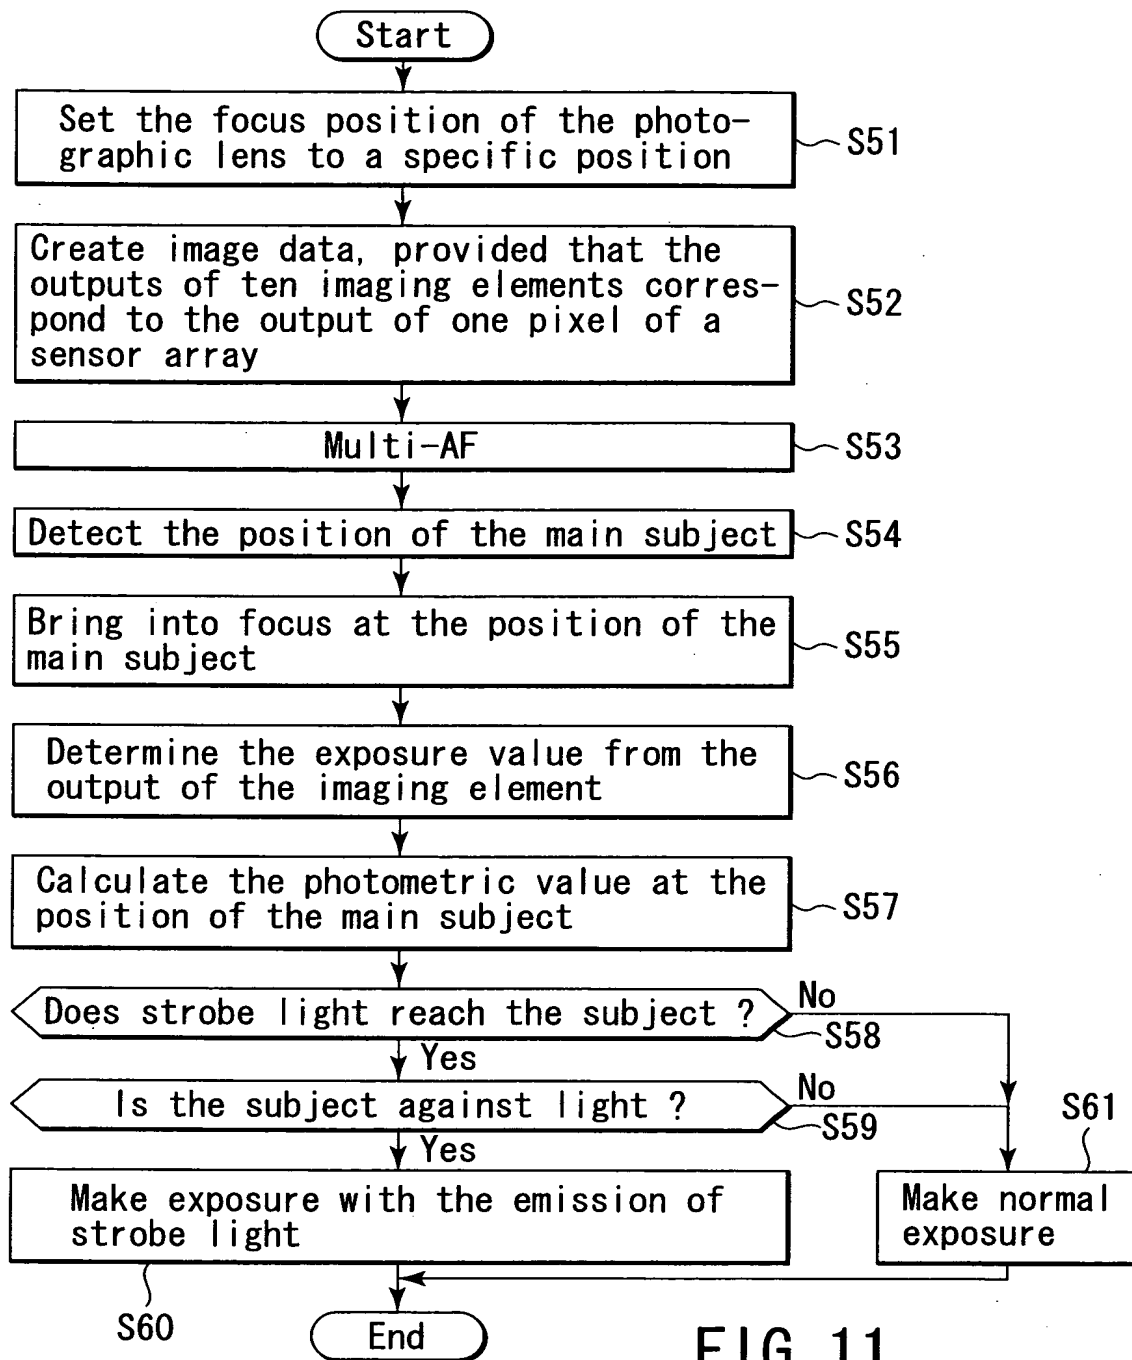 Start
Set the focus position of the photo-
graphic lens to a specific position
S51
Create image data, provided that the
outputs of ten imaging elements corres-
pond to the output of one pixel of a
sensor array
S52
Multi-AF
S53
Detect the position of the main subject
S54
Bring into focus at the position of the
main subject
S55
Determine the exposure value from the
output of the imaging element
S56
Calculate the photometric value at the
position of the main subject
S57
Does strobe light reach the subject ?
No
S58
Yes
Is the subject against light ?
No
S59
Yes
Make exposure with the emission of
strobe light
S60
S61
Make normal
exposure
End
FIG. 11